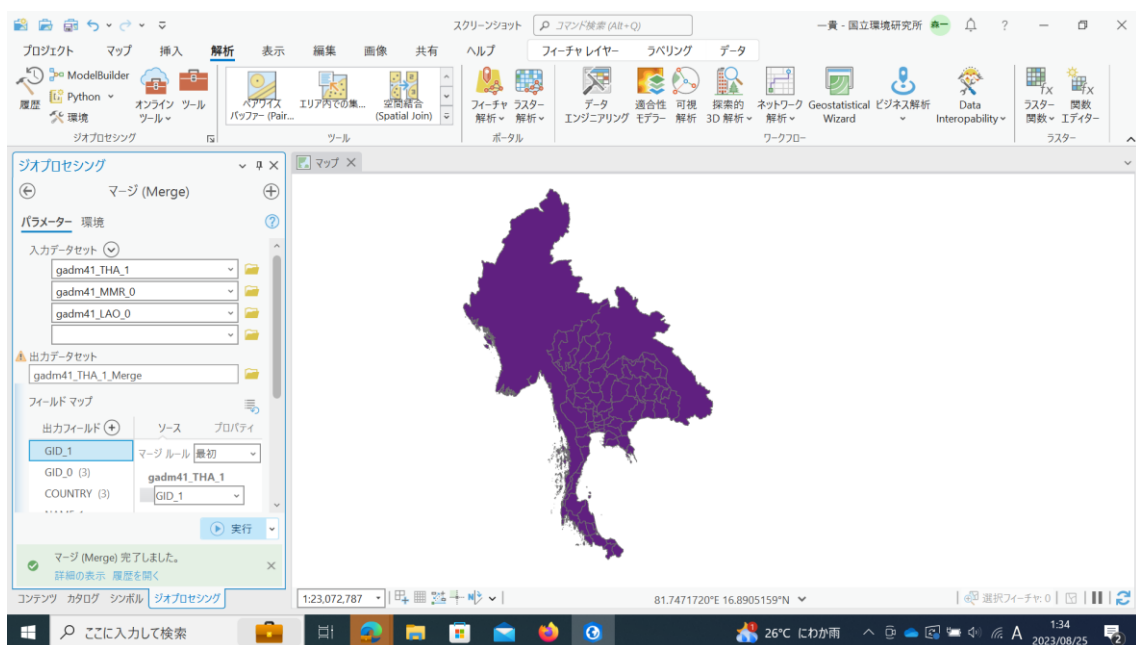 スクリーンショット
コマンド検索 (Alt+Q)
一貴 - 国立環境研究所
森一
?
プロジェクト マップ 挿入 解析 表示 編集 画像 共有 ヘルプ フィーチャ レイヤー ラベリング データ
履歴
ModelBuilder
Python
環境
オンライン ツール
ツール
ジオプロセシング
ペアワイズ バッファー (Pair...
エリア内での集...
空間結合 (Spatial Join)
ツール
フィーチャ 解析
ラスター 解析
ポータル
データ エンジニアリング
適合性 モデラー
可視 解析
探索的 3D 解析
ネットワーク 解析
Geostatistical Wizard
ビジネス解析
Data Interopability
ワークフロー
ラスター 関数
関数 エディター
ラスター
ジオプロセシング
マージ (Merge)
パラメーター 環境
入力データセット
gadm41_THA_1
gadm41_MMR_0
gadm41_LAO_0
出力データセット
gadm41_THA_1_Merge
フィールド マップ
出力フィールド ソース プロパティ
GID_1 マージ ルール 最初
GID_0 (3) gadm41_THA_1
COUNTRY (3) GID_1
実行
マージ (Merge) 完了しました。
詳細の表示 履歴を開く
コンテンツ カタログ シンボル ジオプロセシング
マップ
1:23,072,787
81.7471720°E 16.8905159°N
選択フィーチャ: 0
ここに入力して検索
26°C にわか雨
A
1:34
2023/08/25
2